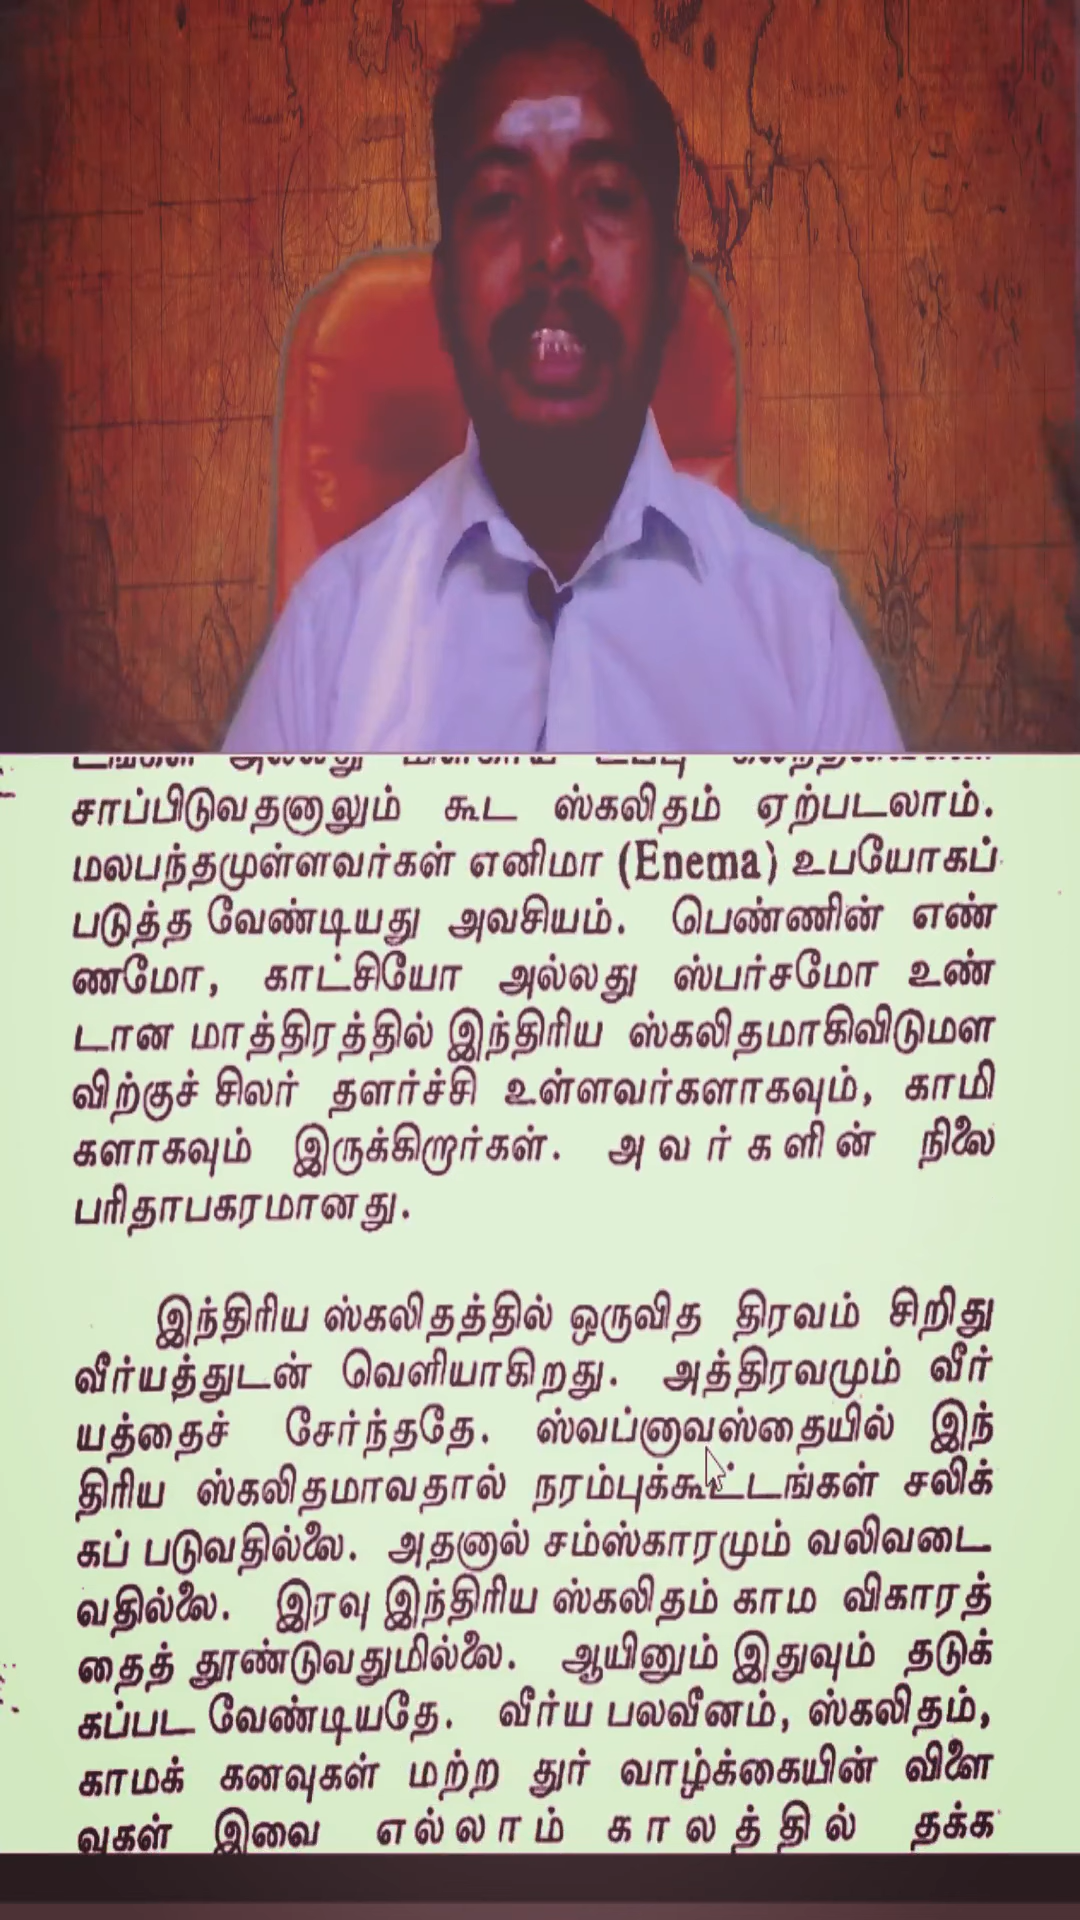 சாப்பிடுவதனாலும் கூட ஸ்கலிதம் ஏற்படலாம்.
மலபந்தமுள்ளவர்கள் எனிமா (Enema) உபயோகப்
படுத்த வேண்டியது அவசியம். பெண்ணின் எண்
ணமோ, காட்சியோ அல்லது ஸ்பர்சமோ உண்
டான மாத்திரத்தில் இந்திரிய ஸ்கலிதமாகிவிடுமள
விற்குச் சிலர் தளர்ச்சி உள்ளவர்களாகவும், காமி
களாகவும் இருக்கிறார்கள். அவர்களின் நிலை
பரிதாபகரமானது.
இந்திரிய ஸ்கலிதத்தில் ஒருவித திரவம் சிறிது
வீர்யத்துடன் வெளியாகிறது. அத்திரவமும் வீர்
யத்தைச் சேர்ந்ததே. ஸ்வப்னாவஸ்தையில் இந்
திரிய ஸ்கலிதமாவதால் நரம்புக்கூட்டங்கள் சலிக்
கப் படுவதில்லை. அதனால் சம்ஸ்காரமும் வலிவடை
வதில்லை. இரவு இந்திரிய ஸ்கலிதம் காம விகாரத்
தைத் தூண்டுவதுமில்லை. ஆயினும் இதுவும் தடுக்
கப்பட வேண்டியதே. வீர்ய பலவீனம், ஸ்கலிதம்,
காமக் கனவுகள் மற்ற துர் வாழ்க்கையின் விளை
வுகள் இவை எல்லாம் காலத்தில் தக்க